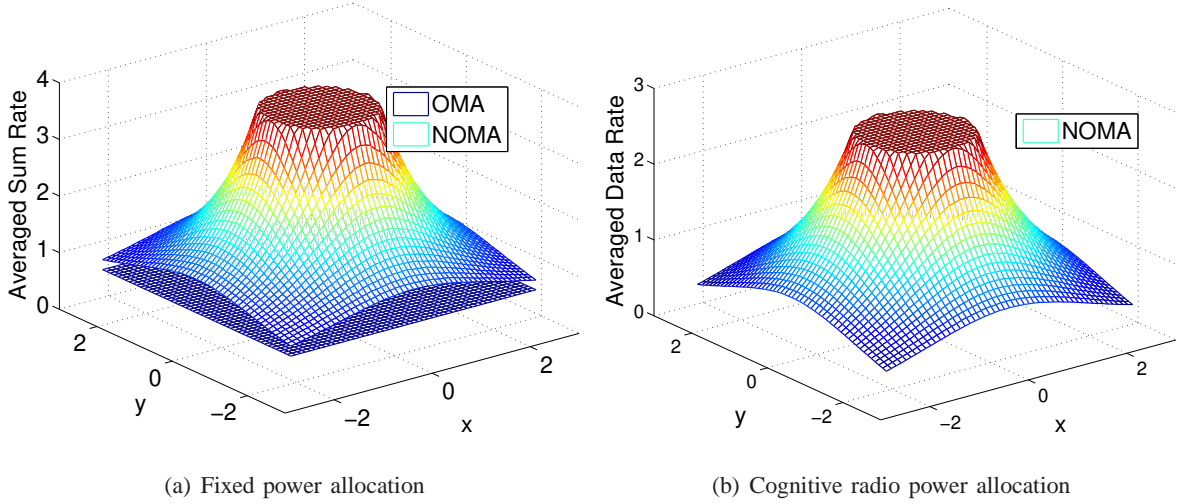 Averaged Sum Rate
4
3
2
1
0
2
0
−2
y
−2
0
2
x
OMA
NOMA
(a) Fixed power allocation
Averaged Data Rate
3
2
1
0
2
0
−2
y
−2
0
2
x
NOMA
(b) Cognitive radio power allocation